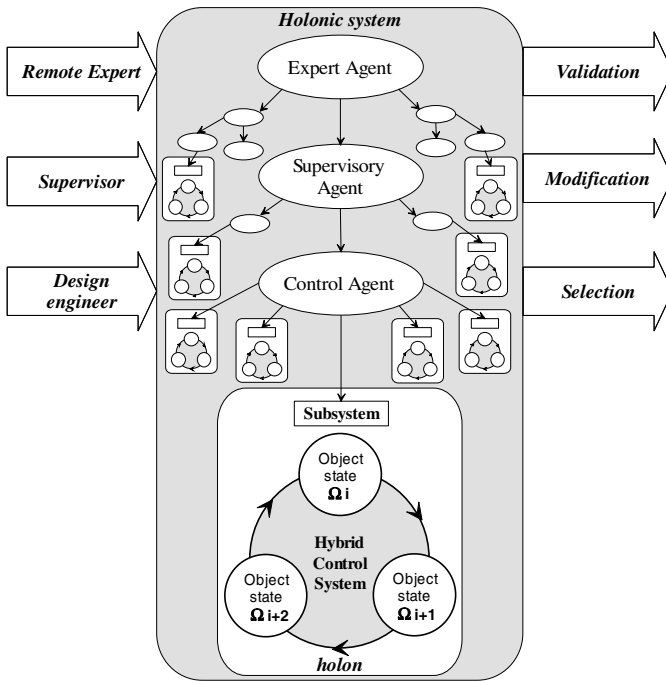 Holonic system
Remote Expert
Expert Agent
Validation
Supervisor
Supervisory
Agent
Modification
Design
engineer
Control Agent
Selection
Subsystem
Object
state
Ω i
Hybrid
Control
System
Object
state
Ω i+2
Object
state
Ω i+1
holon